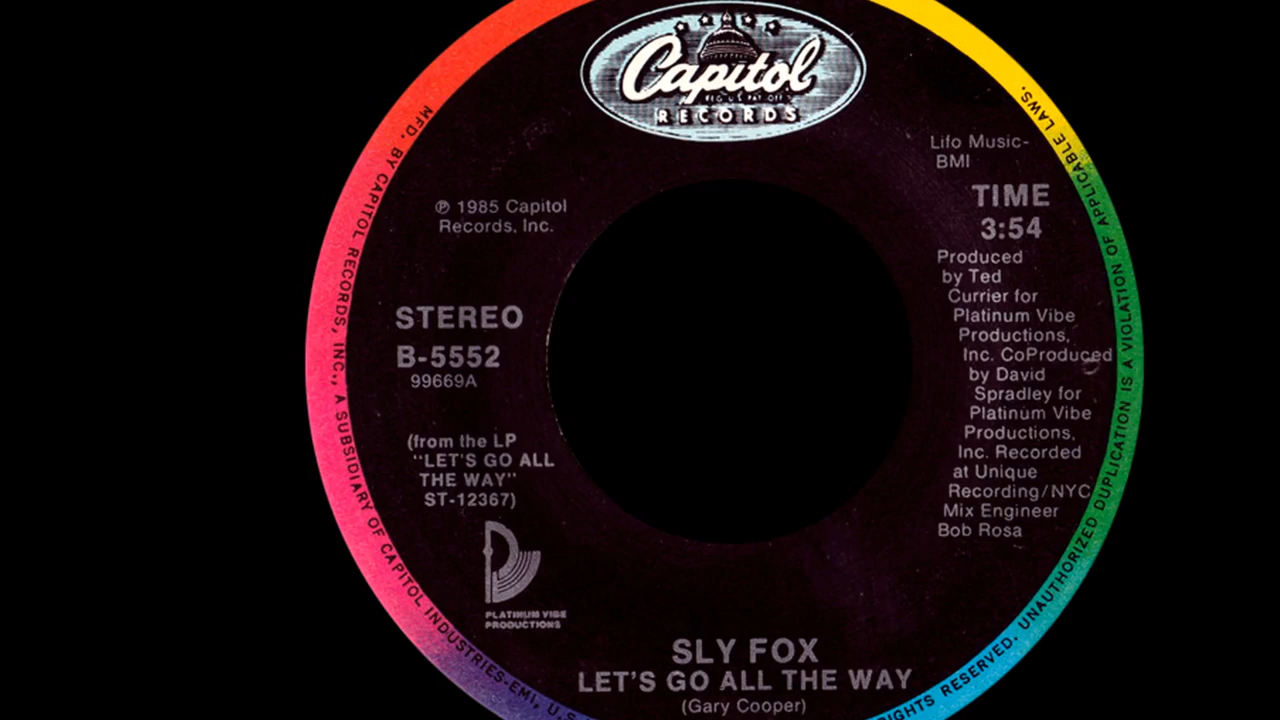 Capitol
REG. U.S. PAT. OFF.
RECORDS
MFD. BY CAPITOL RECORDS, INC., A SUBSIDIARY OF CAPITOL INDUSTRIES-EMI, U.S.
RIGHTS RESERVED. UNAUTHORIZED DUPLICATION IS A VIOLATION OF APPLICABLE LAWS.
℗ 1985 Capitol
Records, Inc.
STEREO
B-5552
99669A
(from the LP
"LET'S GO ALL
THE WAY"
ST-12367)
PLATINUM VIBE
PRODUCTIONS
Lifo Music-
BMI
TIME
3:54
Produced
by Ted
Currier for
Platinum Vibe
Productions,
Inc. CoProduced
by David
Spradley for
Platinum Vibe
Productions,
Inc. Recorded
at Unique
Recording/NYC
Mix Engineer
Bob Rosa
SLY FOX
LET'S GO ALL THE WAY
(Gary Cooper)